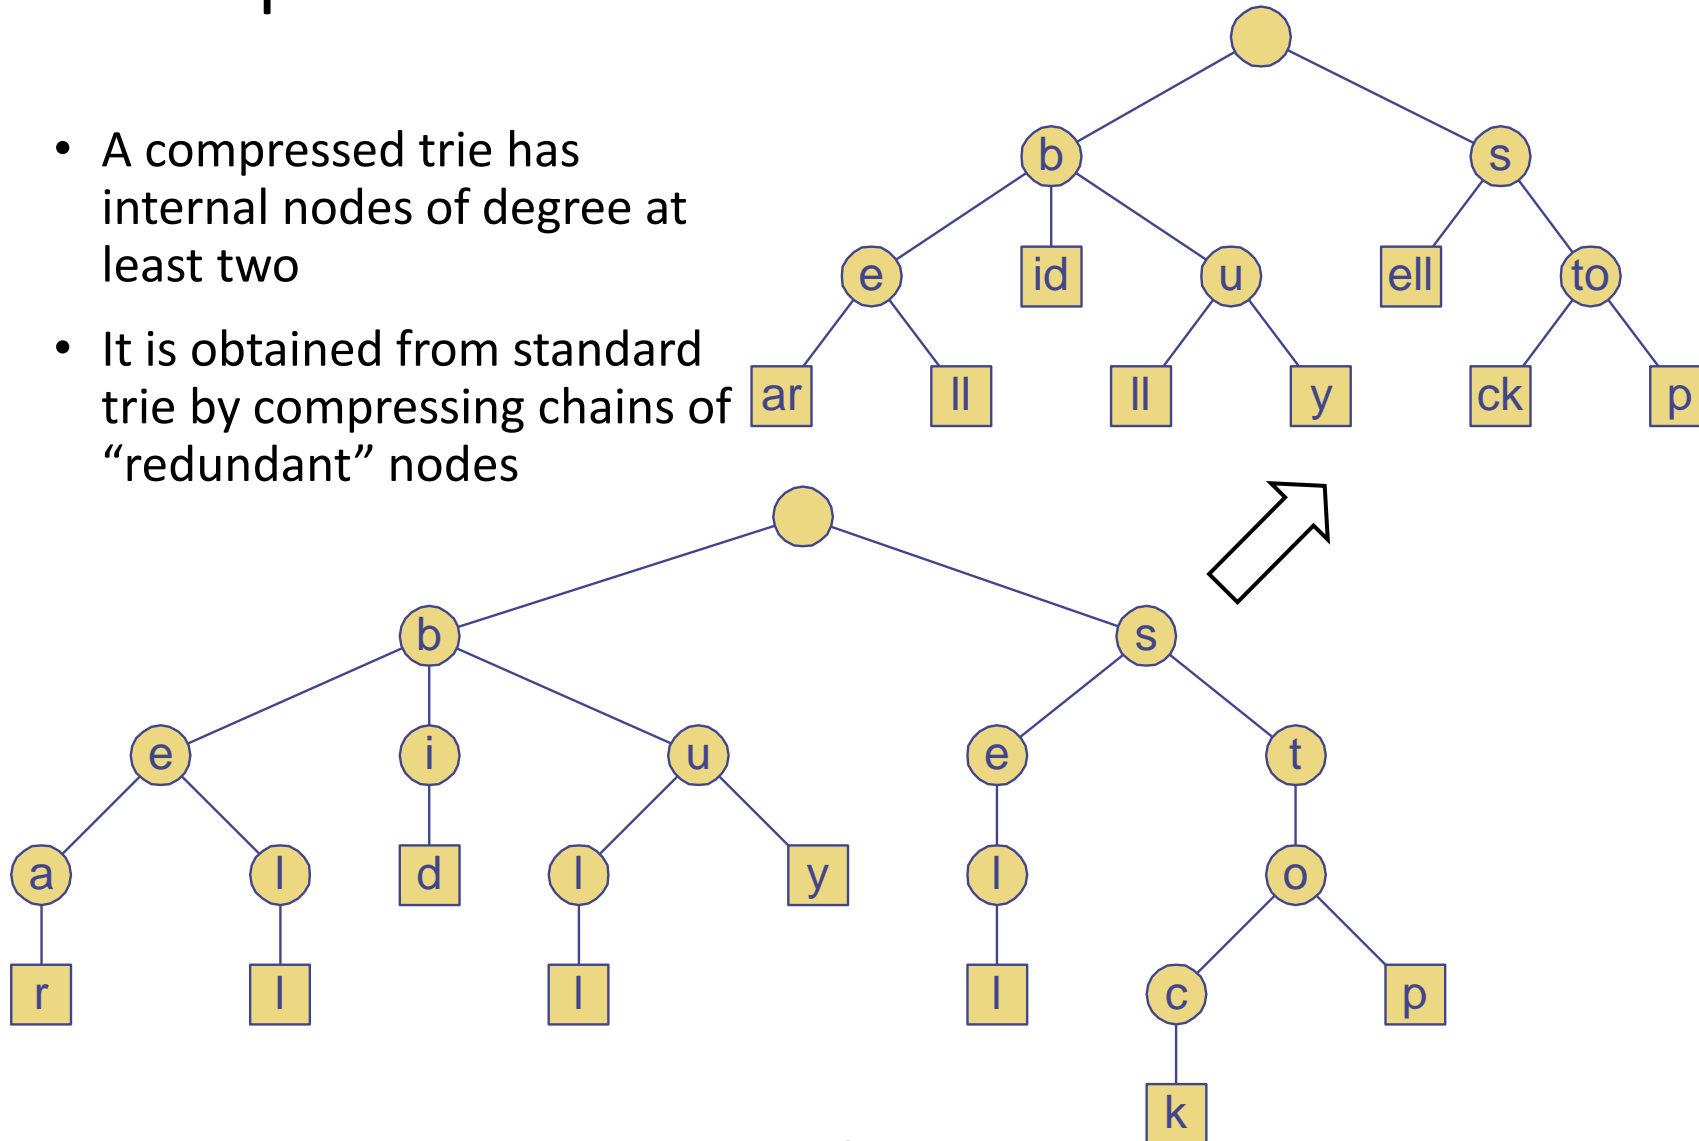 • A compressed trie has
internal nodes of degree at
least two
• It is obtained from standard
trie by compressing chains of
“redundant” nodes
b s
e id u ell to
ar ll ll y ck p
b s
e i u e t
a l d l y l o
r l l l c p
k